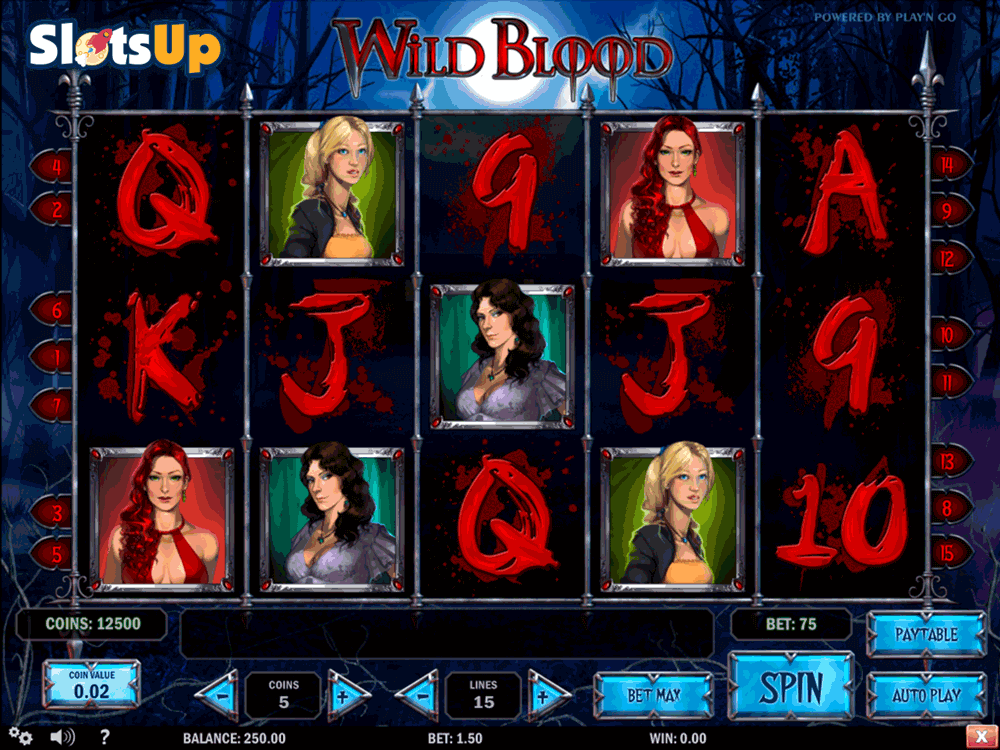 POWERED BY PLAY'N GO
SlotsUp
WILD BLOOD
Q 9 A
4 14
2 9
12
K J J 9
6 10
1 11
7
Q 10
13
3 8
5 15
COINS: 12500
BET: 75
PAYTABLE
COIN VALUE
0.02
- COINS +
5
- LINES +
15
BET MAX
SPIN
AUTO PLAY
? BALANCE: 250.00 BET: 1.50 WIN: 0.00 X